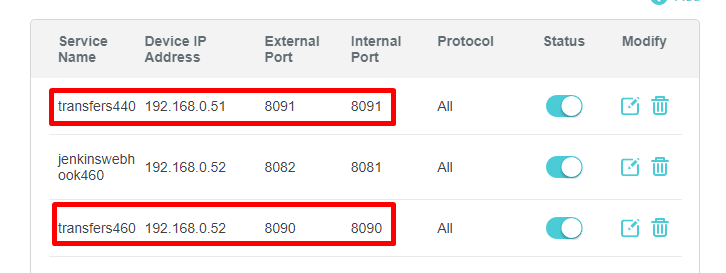 Service Name Device IP Address External Port Internal Port Protocol Status Modify
transfers440 192.168.0.51 8091 8091 All
jenkinswebhook460 192.168.0.52 8082 8081 All
transfers460 192.168.0.52 8090 8090 All